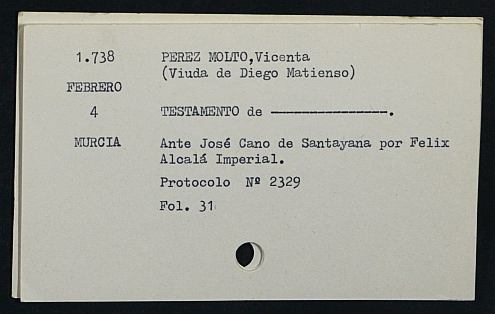 1.738 PEREZ MOLTO,Vicenta
(Viuda de Diego Matienso)
FEBRERO
4 TESTAMENTO de ----------------.
MURCIA Ante José Cano de Santayana por Felix
Alcalá Imperial.
Protocolo Nº 2329
Fol. 31